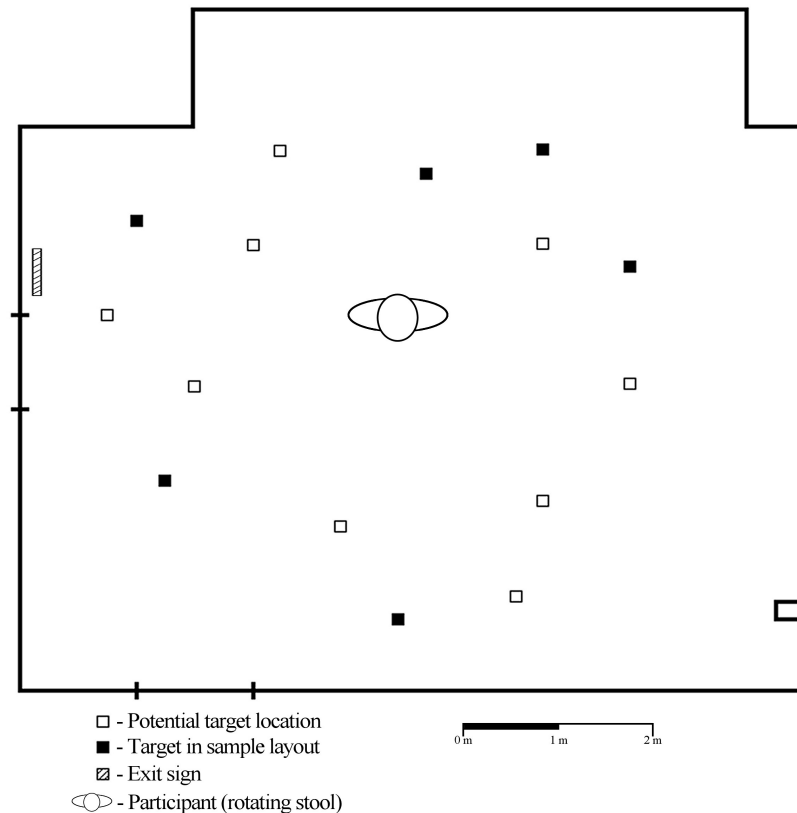 - Potential target location
- Target in sample layout
- Exit sign
- Participant (rotating stool)
0 m 1 m 2 m